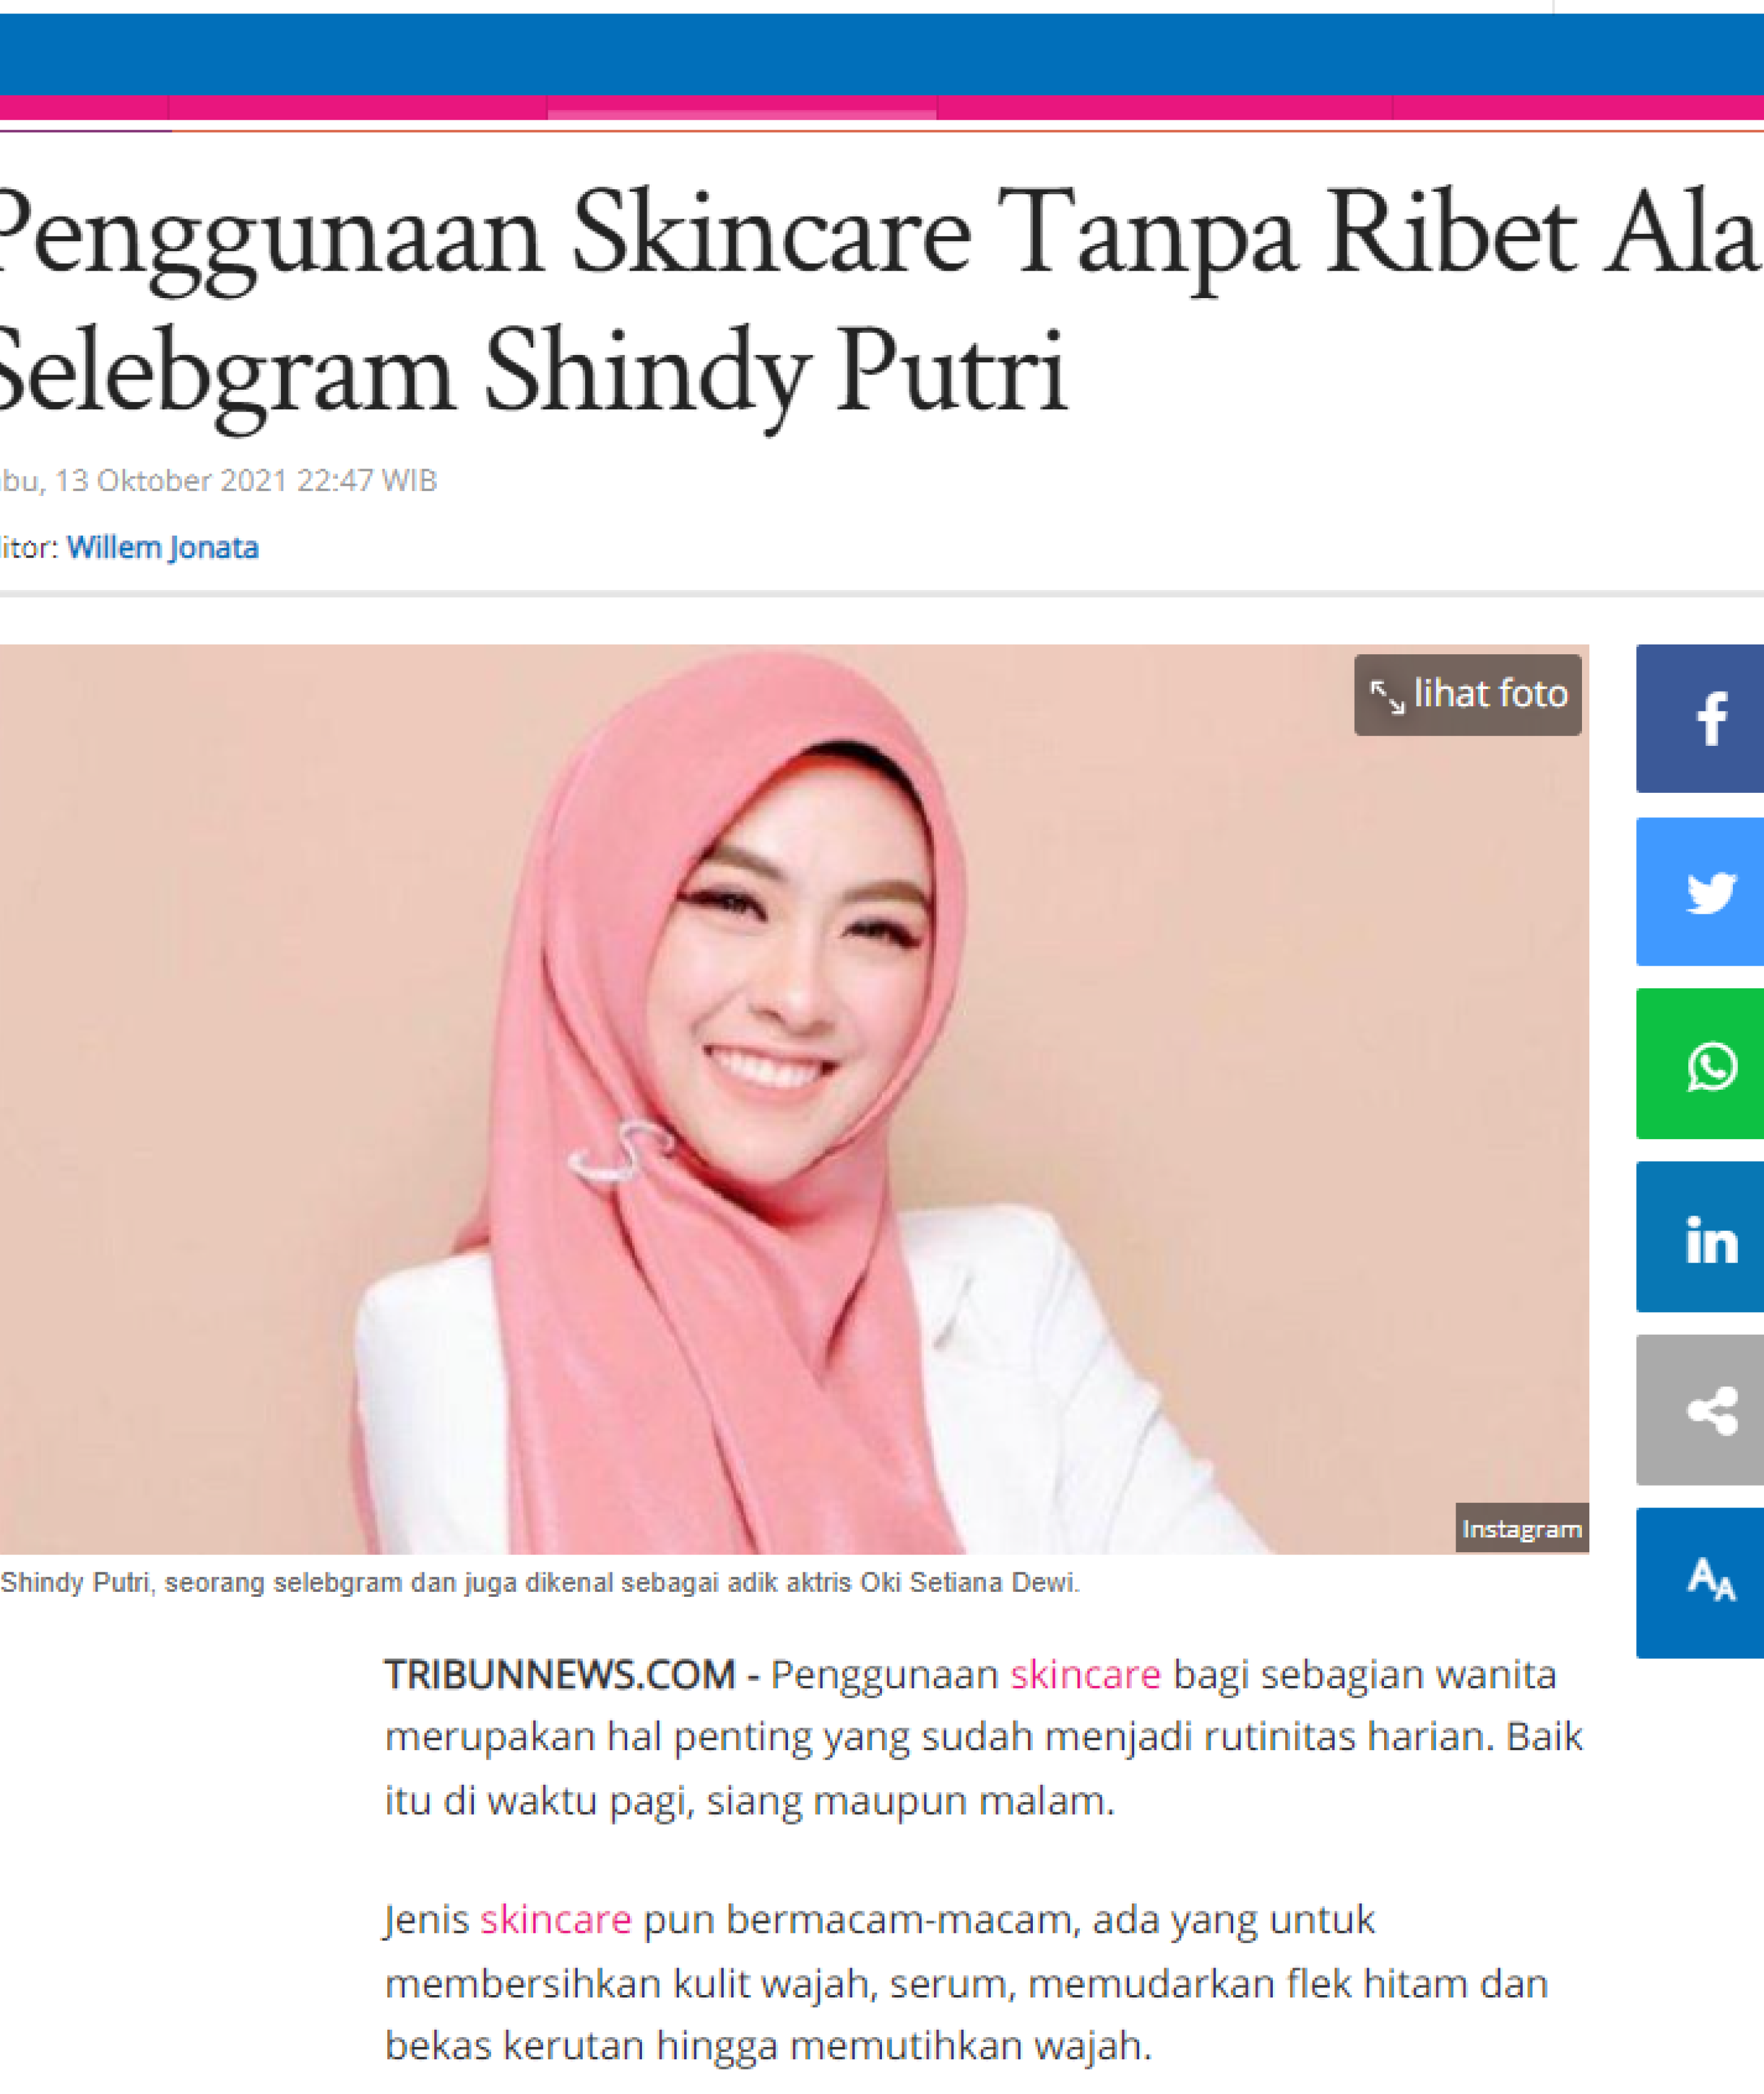 Penggunaan Skincare Tanpa Ribet Ala
Selebgram Shindy Putri
abu, 13 Oktober 2021 22:47 WIB
ditor: Willem Jonata
lihat foto
Instagram
Shindy Putri, seorang selebgram dan juga dikenal sebagai adik aktris Oki Setiana Dewi.
TRIBUNNEWS.COM - Penggunaan skincare bagi sebagian wanita
merupakan hal penting yang sudah menjadi rutinitas harian. Baik
itu di waktu pagi, siang maupun malam.
Jenis skincare pun bermacam-macam, ada yang untuk
membersihkan kulit wajah, serum, memudarkan flek hitam dan
bekas kerutan hingga memutihkan wajah.